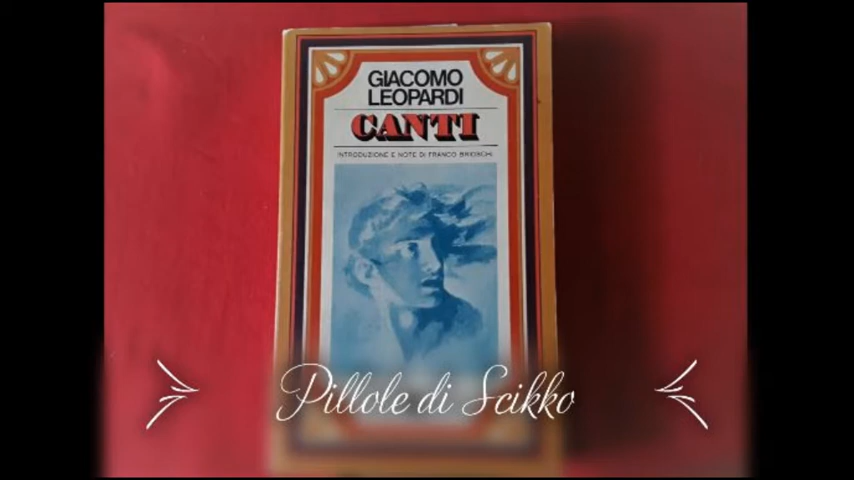 GIACOMO
LEOPARDI
CANTI
INTRODUZIONE E NOTE DI FRANCO BRIOSCHI
Pillole di Scikko